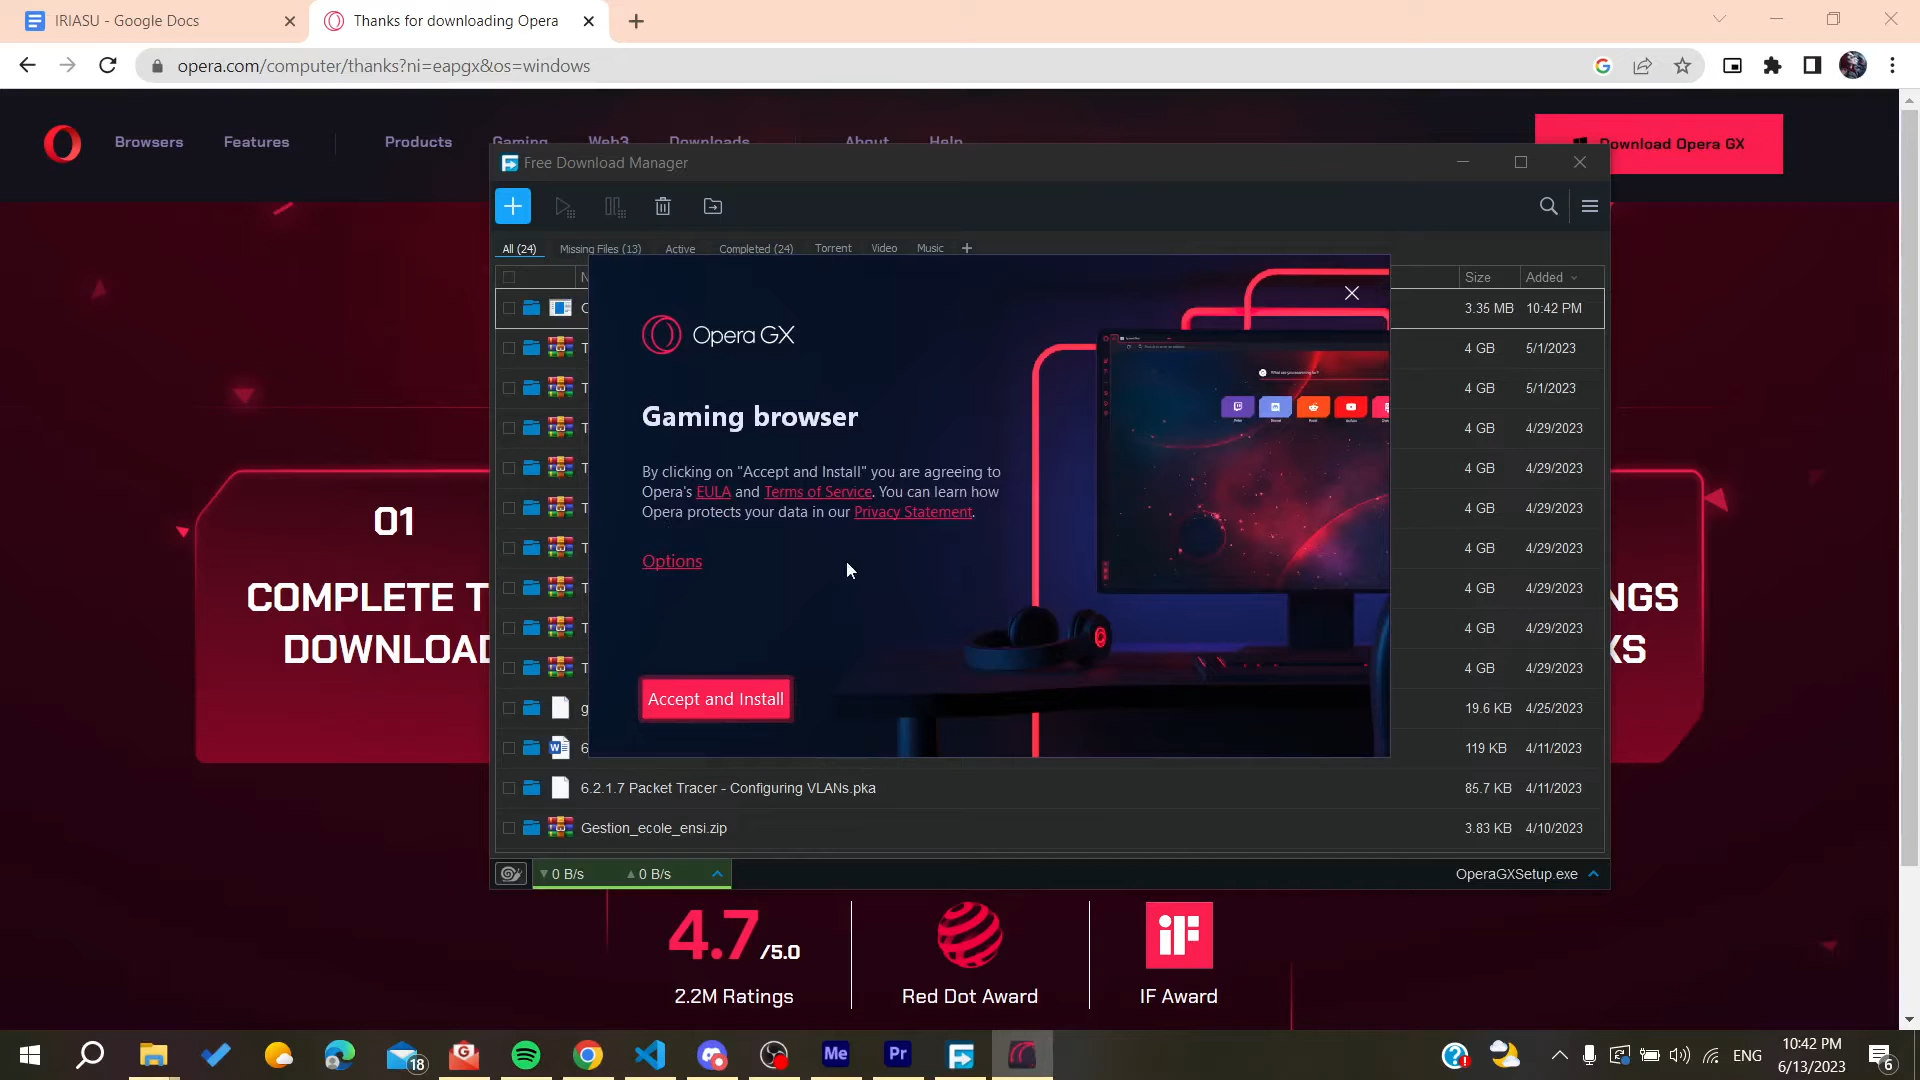 IRIASU - Google Docs
Thanks for downloading Opera
opera.com/computer/thanks?ni=eapgx&os=windows
Browsers
Features
Products
Gaming
Web3
Downloads
About
Help
Download Opera GX
Free Download Manager
All (24)
Missing Files (13)
Active
Completed (24)
Torrent
Video
Music
Size
Added
3.35 MB
10:42 PM
4 GB
5/1/2023
4 GB
5/1/2023
4 GB
4/29/2023
4 GB
4/29/2023
4 GB
4/29/2023
4 GB
4/29/2023
4 GB
4/29/2023
4 GB
4/29/2023
4 GB
4/29/2023
19.6 KB
4/25/2023
119 KB
4/11/2023
6.2.1.7 Packet Tracer - Configuring VLANs.pka
85.7 KB
4/11/2023
Gestion_ecole_ensi.zip
3.83 KB
4/10/2023
Opera GX
Gaming browser
By clicking on "Accept and Install" you are agreeing to
Opera's EULA and Terms of Service. You can learn how
Opera protects your data in our Privacy Statement.
Options
Accept and Install
0 B/s
0 B/s
OperaGXSetup.exe
01
COMPLETE T
DOWNLOAD
NGS
KS
4.7/5.0
2.2M Ratings
Red Dot Award
IF Award
18
Me
Pr
ENG
10:42 PM
6/13/2023
6